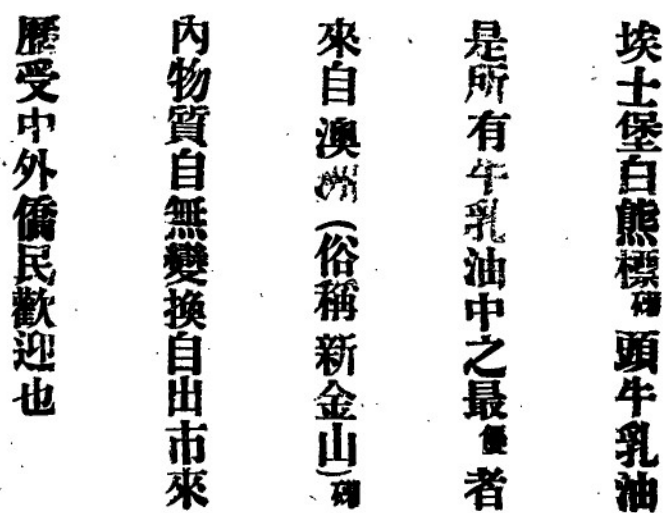 埃士堡白熊標頭牛乳油
是所有牛乳油中之最優者
來自澳洲(俗稱新金山)
內物質自無變換自出市來
歷受中外僑民歡迎也